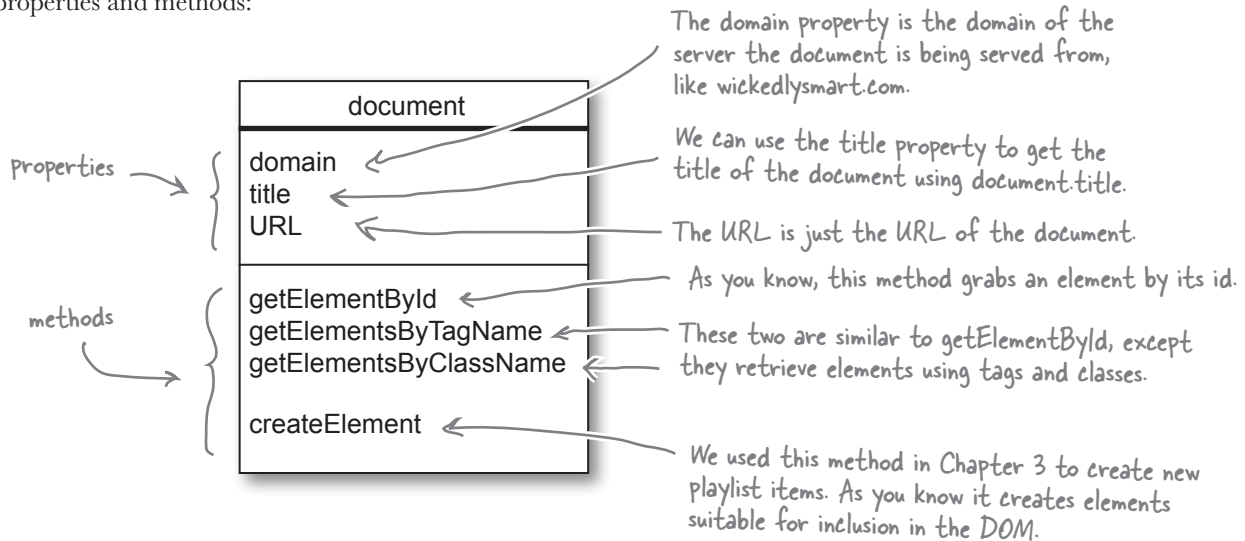 properties and methods:
document
properties
domain
title
URL
The domain property is the domain of the
server the document is being served from,
like wickedlysmart.com.
We can use the title property to get the
title of the document using document.title.
The URL is just the URL of the document.
methods
getElementById
getElementsByTagName
getElementsByClassName
createElement
As you know, this method grabs an element by its id.
These two are similar to getElementById, except
they retrieve elements using tags and classes.
We used this method in Chapter 3 to create new
playlist items. As you know it creates elements
suitable for inclusion in the DOM.